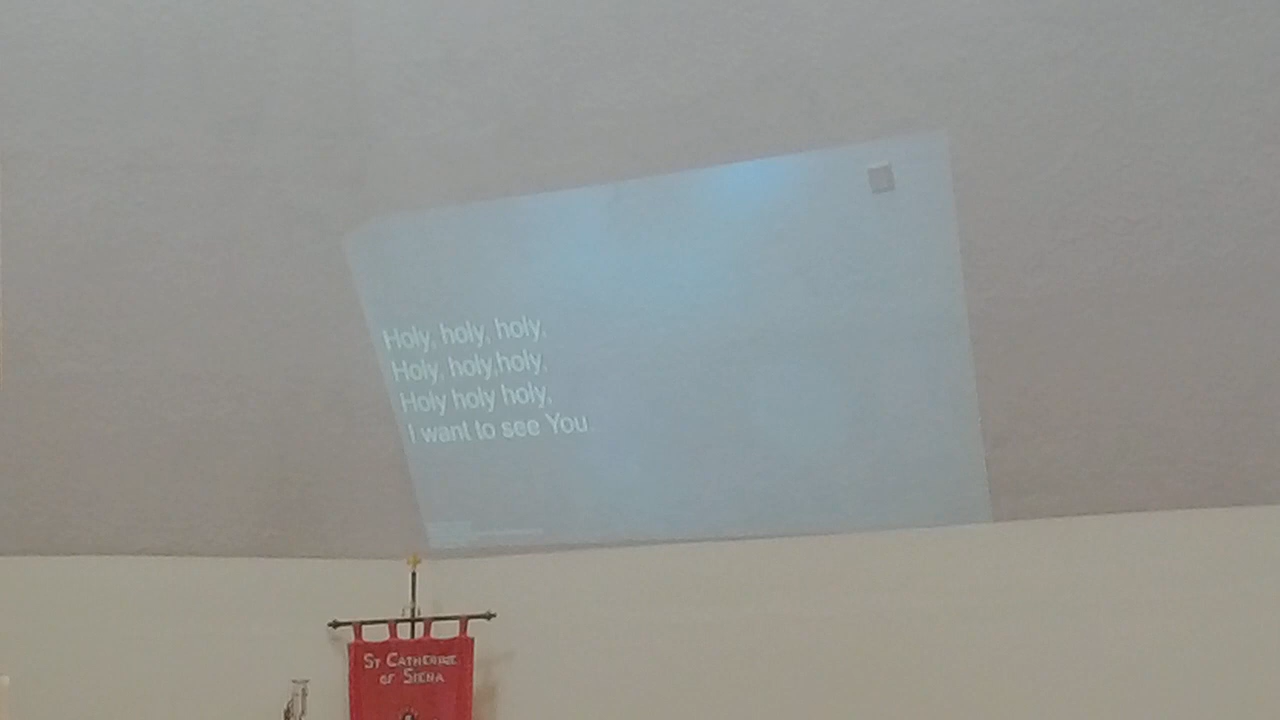 Holy, holy, holy,
Holy, holy,holy,
Holy holy holy,
I want to see You.
St Catherine
of Siena